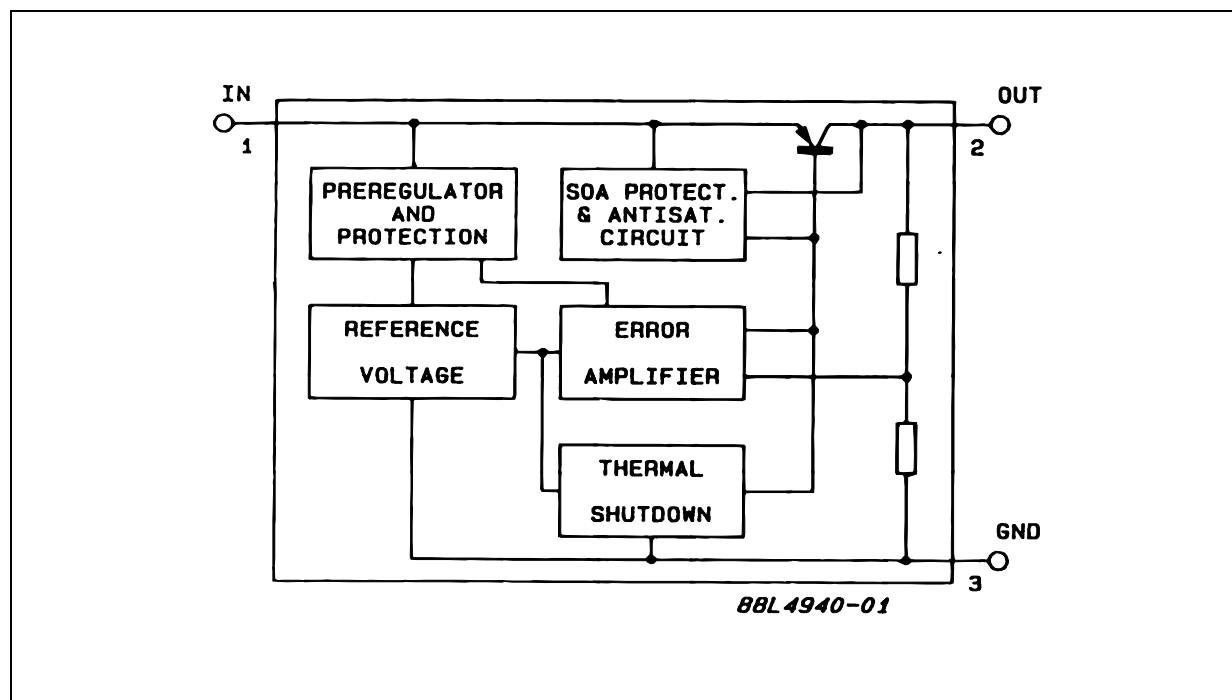 IN
OUT
1
2
PREREGULATOR
AND
PROTECTION
SOA PROTECT.
& ANTISAT.
CIRCUIT
REFERENCE
VOLTAGE
ERROR
AMPLIFIER
THERMAL
SHUTDOWN
GND
3
88L4940-01